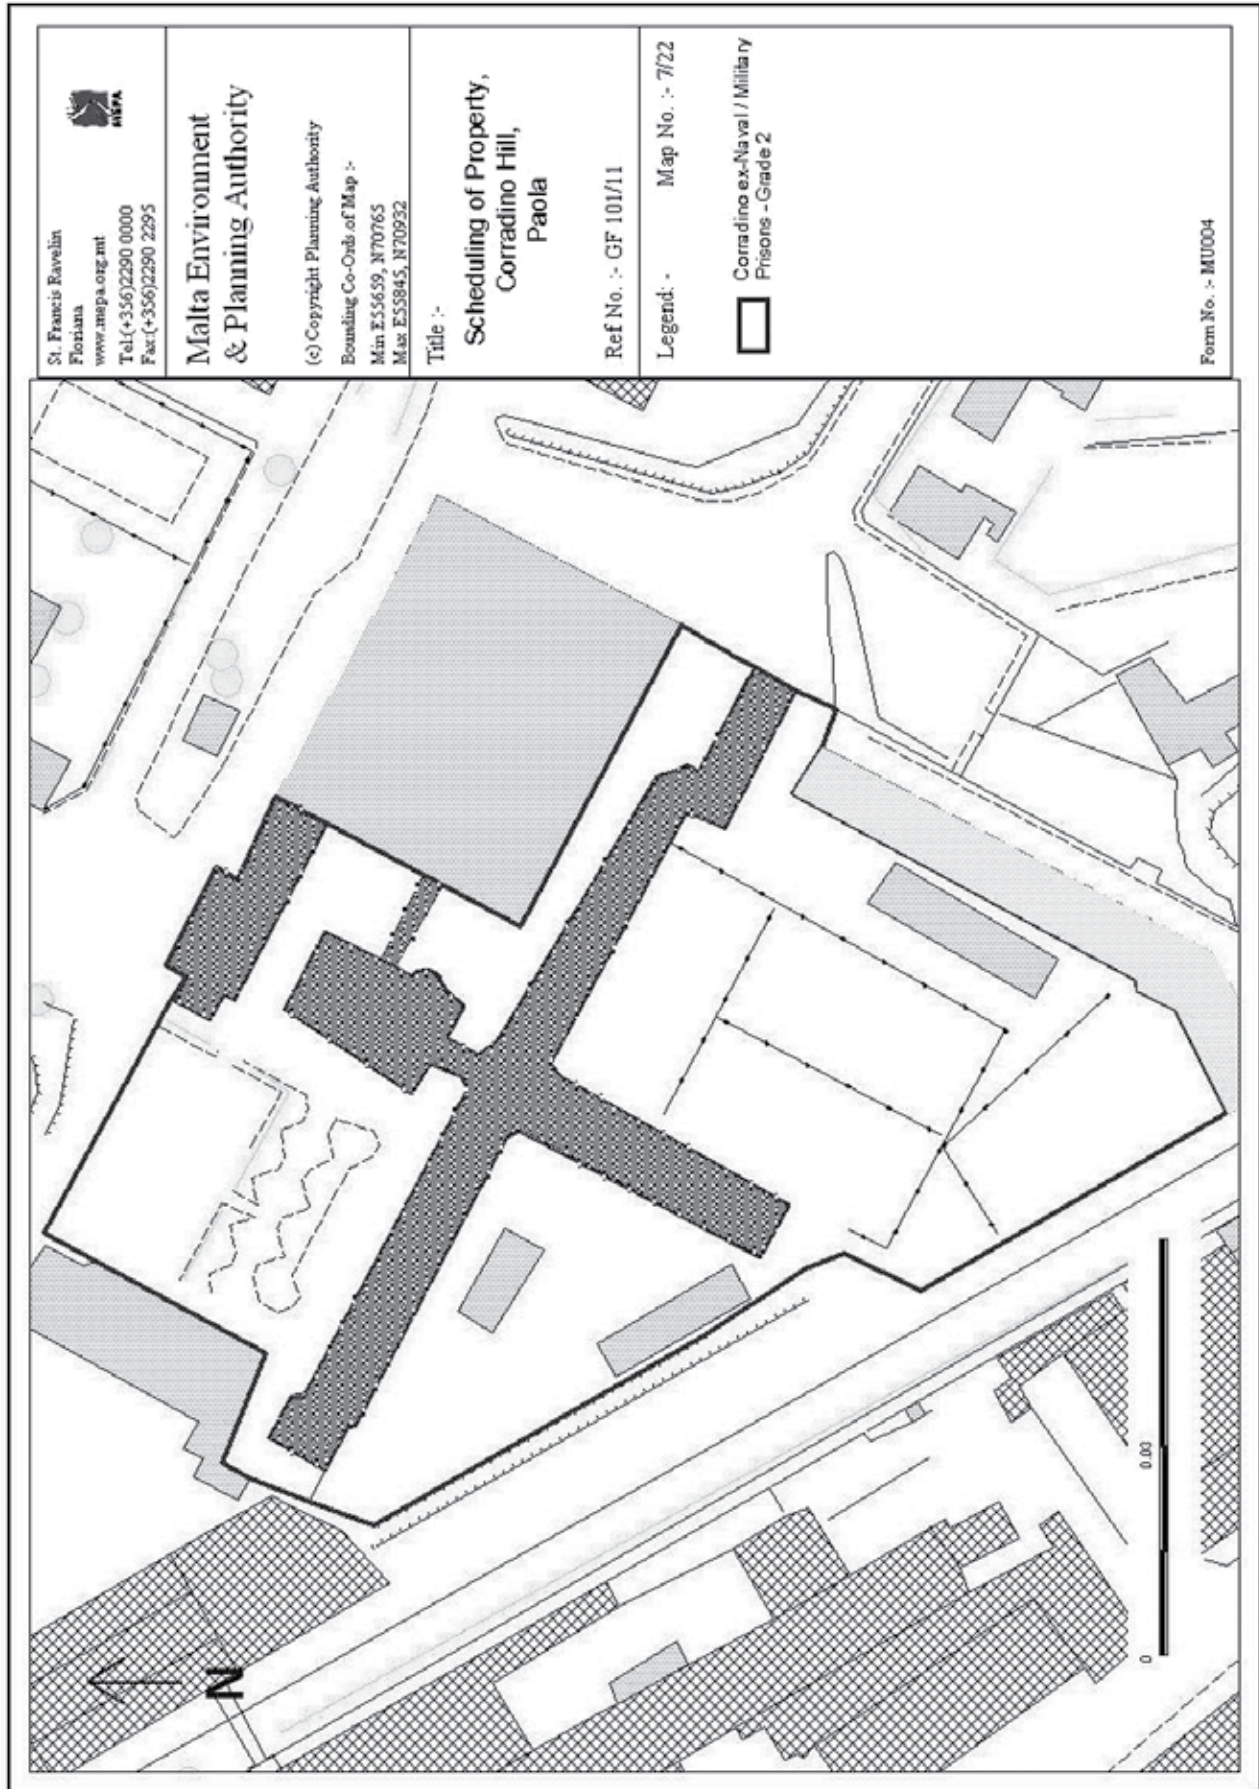 St. Francis Ravelin
Floriana
www.mepa.org.mt
Tel:(+356)2290 0000
Fax:(+356)2290 2295
MEPA
Malta Environment
& Planning Authority
(c) Copyright Planning Authority
Bounding Co-Ords of Map :-
Min E55659, N70765
Max E55845, N70932
Title :-
Scheduling of Property,
Corradino Hill,
Paola
Ref No. :- GF 101/11
Legend: - Map No. :- 7/22
Corradino ex-Naval / Military
Prisons - Grade 2
Form No. :- MU004
N
0 0.03